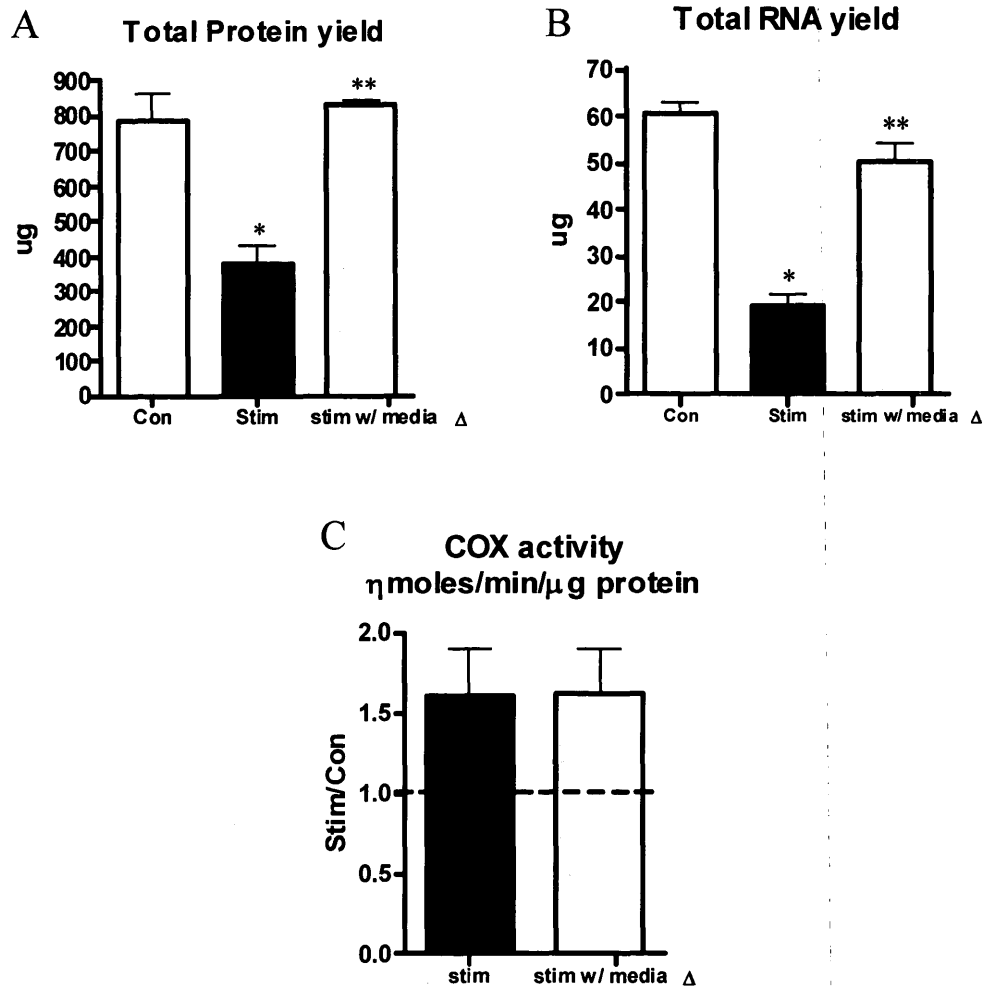 A
Total Protein yield
900
800
700
600
500
400
300
200
100
0
ug
**
*
Con Stim stim w/ media Δ
B
Total RNA yield
70
60
50
40
30
20
10
0
ug
**
*
Con Stim stim w/ media Δ
C
COX activity
ηmoles/min/μg protein
2.0
1.5
1.0
0.5
0.0
Stim/Con
stim stim w/ media Δ